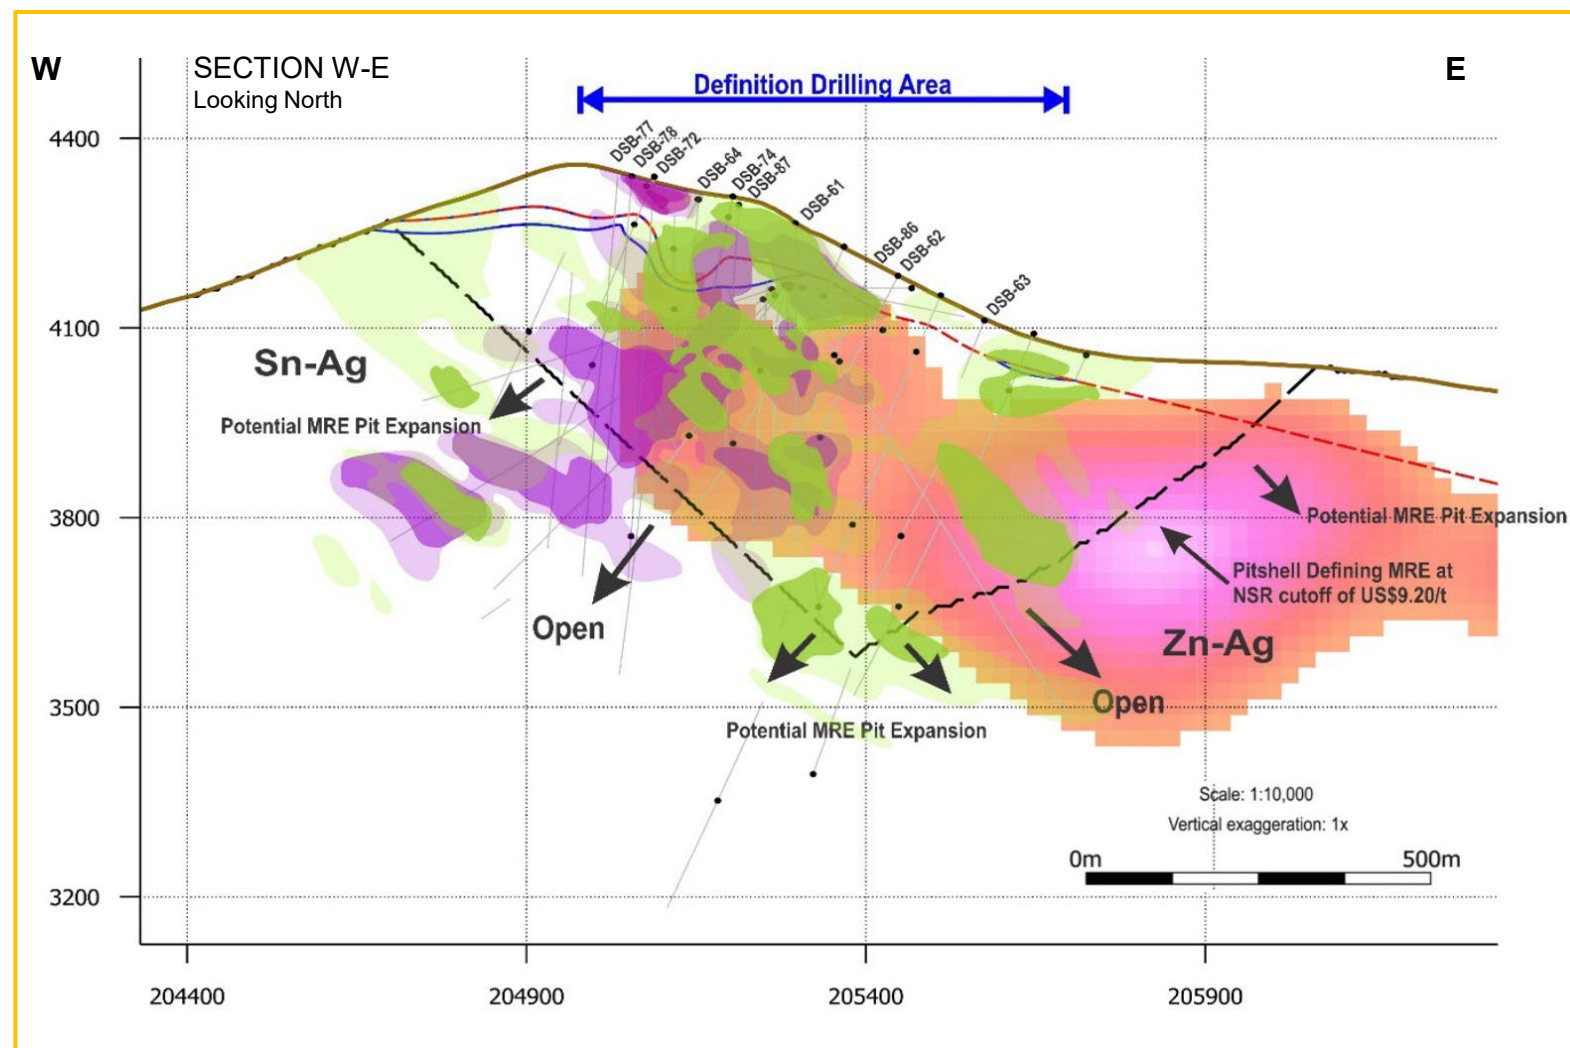 W
SECTION W-E
Looking North
E
Definition Drilling Area
DSB-77
DSB-78
DSB-72
DSB-64
DSB-74
DSB-87
DSB-61
DSB-86
DSB-62
DSB-63
4400
4100
3800
3500
3200
Sn-Ag
Potential MRE Pit Expansion
Open
Potential MRE Pit Expansion
Potential MRE Pit Expansion
Pitshell Defining MRE at
NSR cutoff of US$9.20/t
Zn-Ag
Open
Scale: 1:10,000
Vertical exaggeration: 1x
0m
500m
204400
204900
205400
205900